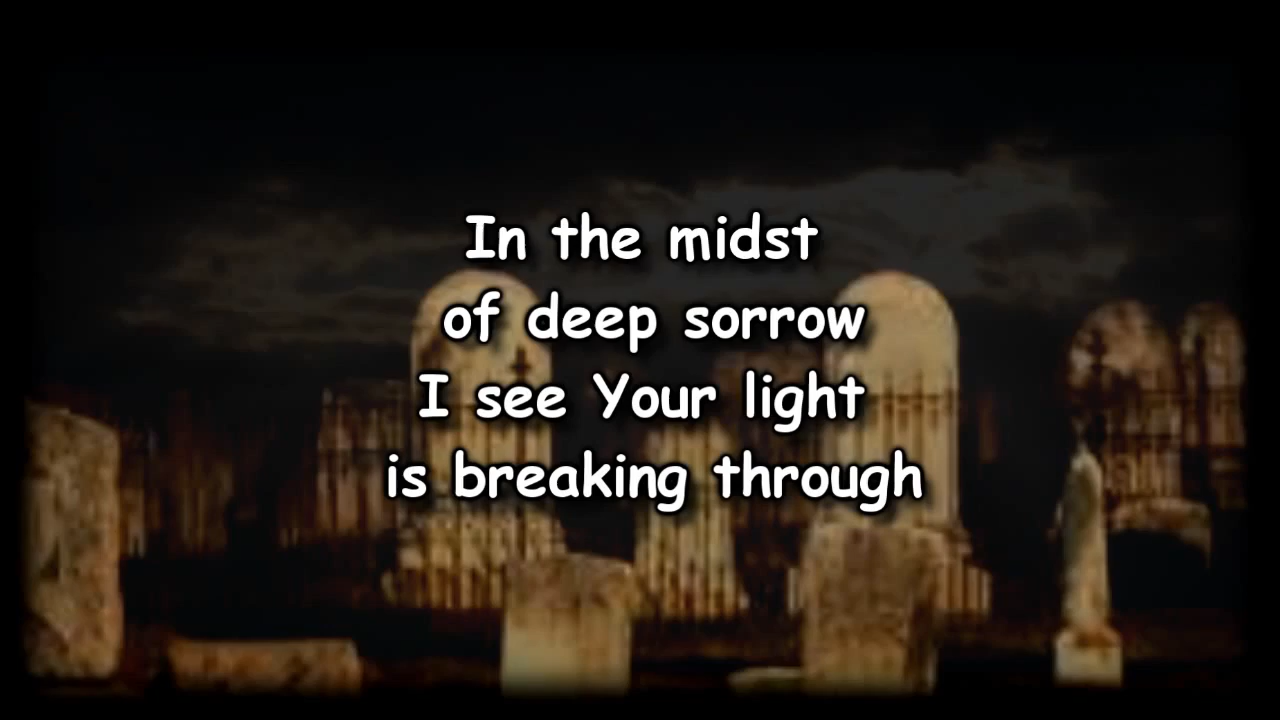 In the midst
of deep sorrow
I see Your light
is breaking through